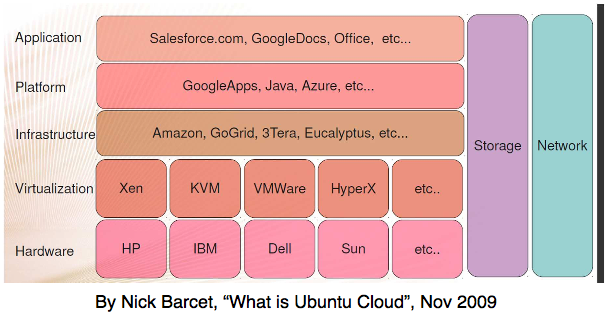 Application
Salesforce.com, GoogleDocs, Office, etc...
Platform
GoogleApps, Java, Azure, etc...
Infrastructure
Amazon, GoGrid, 3Tera, Eucalyptus, etc...
Storage
Network
Virtualization
Xen
KVM
VMWare
HyperX
etc..
Hardware
HP
IBM
Dell
Sun
etc..
By Nick Barcet, “What is Ubuntu Cloud”, Nov 2009